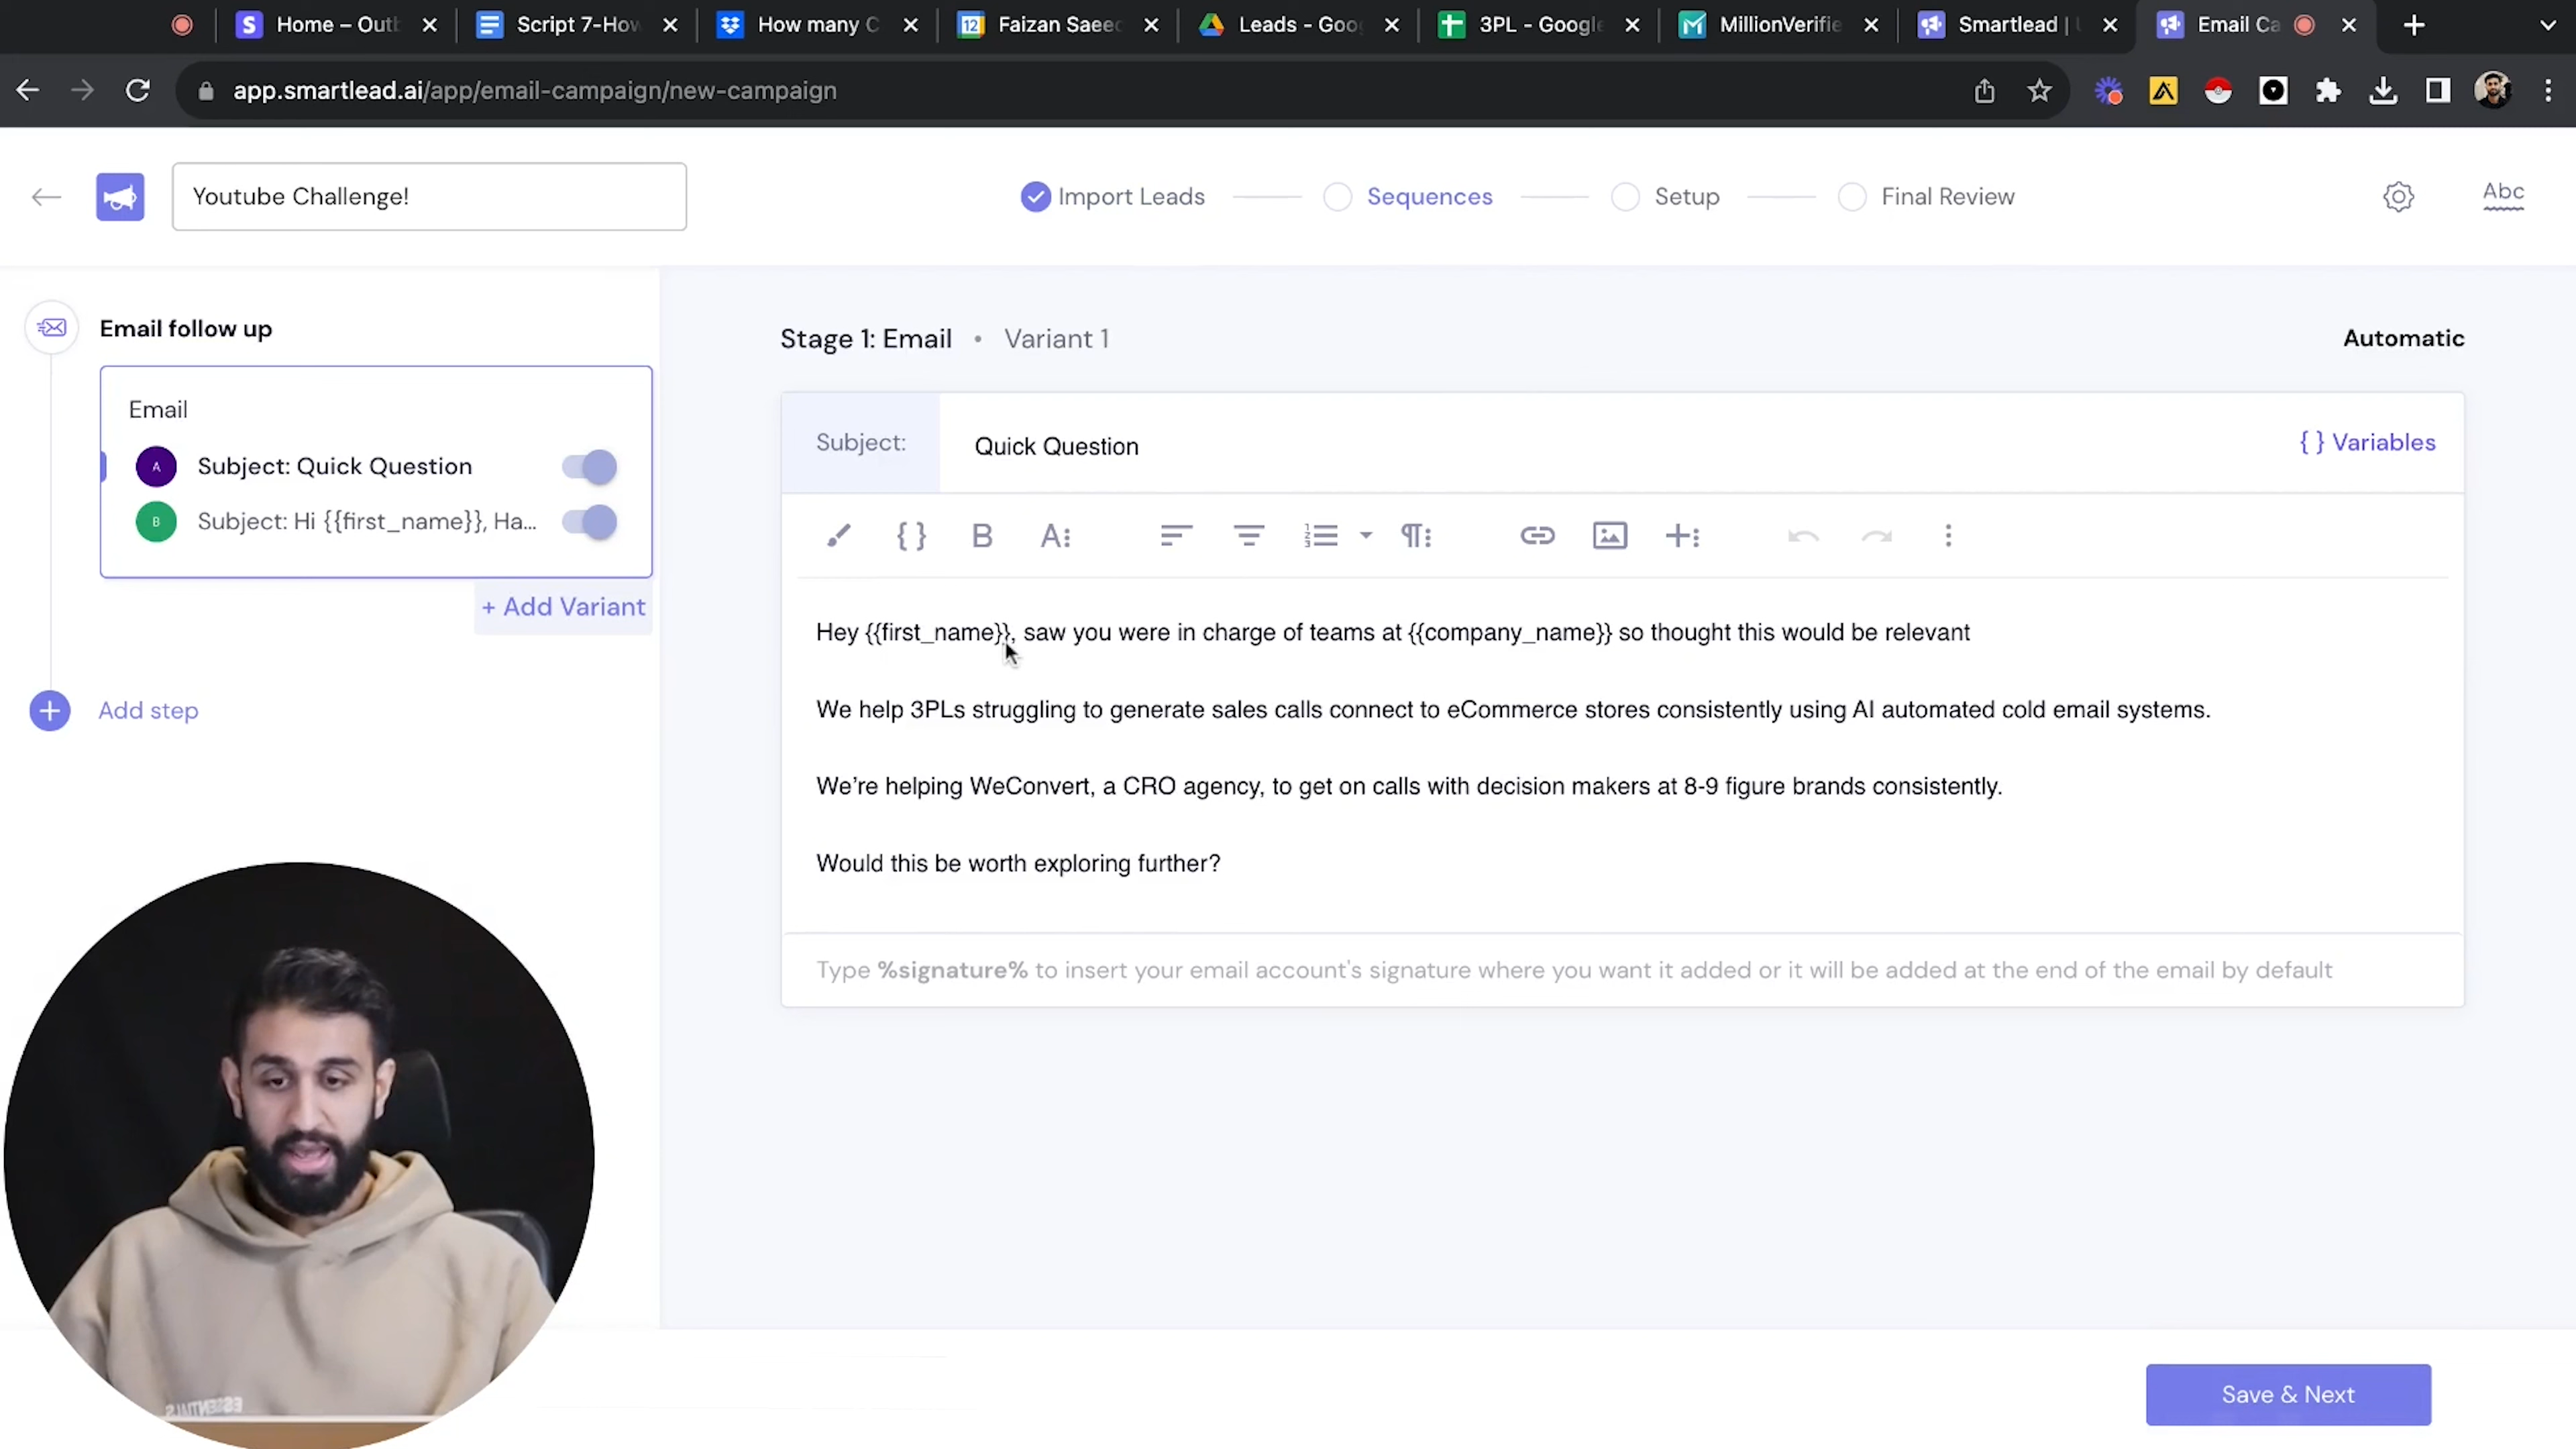 Home – Outb
Script 7-How
How many C
12
Faizan Saeed
Leads - Goog
3PL - Google
MillionVerifie
Smartlead | U
Email Ca
app.smartlead.ai/app/email-campaign/new-campaign
Youtube Challenge!
Import Leads
Sequences
Setup
Final Review
Abc
Email follow up
Email
A
Subject: Quick Question
B
Subject: Hi {{first_name}}, Ha...
+ Add Variant
Add step
Stage 1: Email • Variant 1
Automatic
Subject:
Quick Question
{ } Variables
Hey {{first_name}}, saw you were in charge of teams at {{company_name}} so thought this would be relevant
We help 3PLs struggling to generate sales calls connect to eCommerce stores consistently using AI automated cold email systems.
We're helping WeConvert, a CRO agency, to get on calls with decision makers at 8-9 figure brands consistently.
Would this be worth exploring further?
Type %signature% to insert your email account's signature where you want it added or it will be added at the end of the email by default
ESSENTIALS
Save & Next